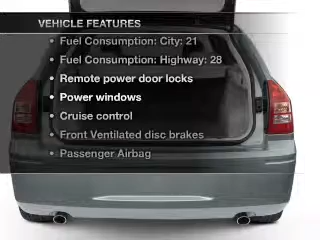 VEHICLE FEATURES
• Fuel Consumption: City: 21
• Fuel Consumption: Highway: 28
• Remote power door locks
• Power windows
• Cruise control
• Front Ventilated disc brakes
• Passenger Airbag